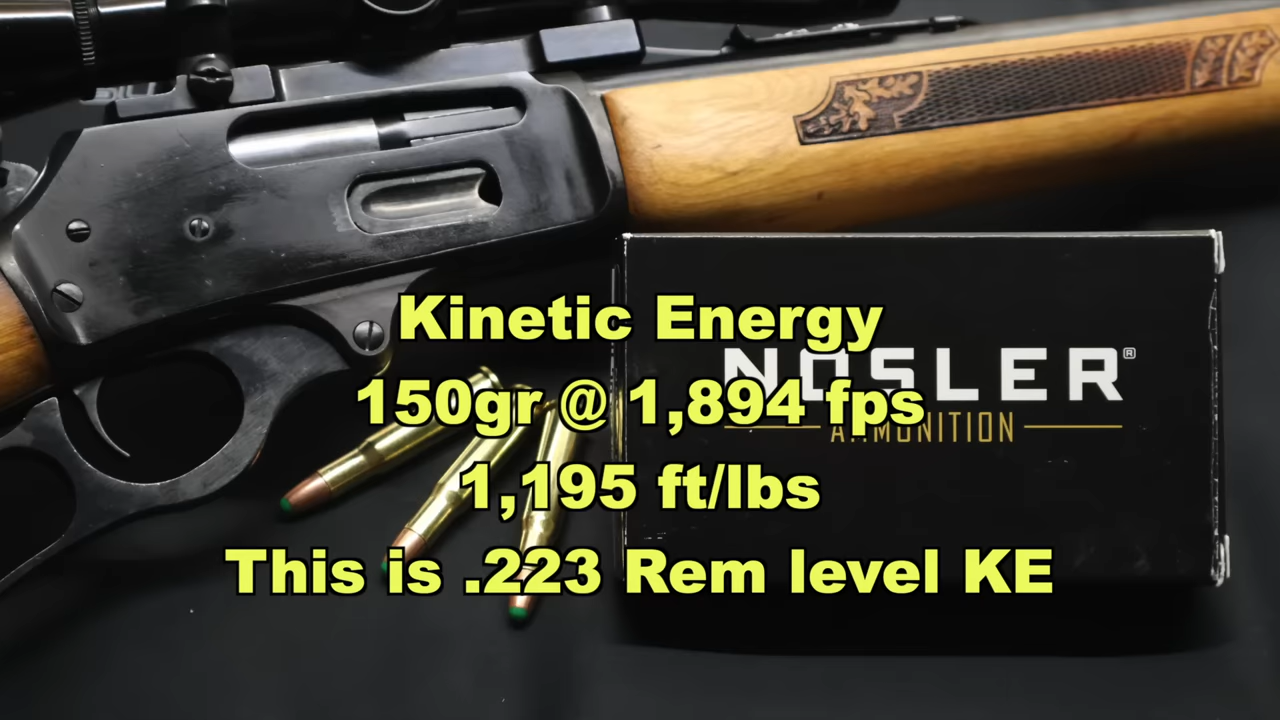 Kinetic Energy
NOSLER®
150gr @ 1,894 fps
AMMUNITION
1,195 ft/lbs
This is .223 Rem level KE